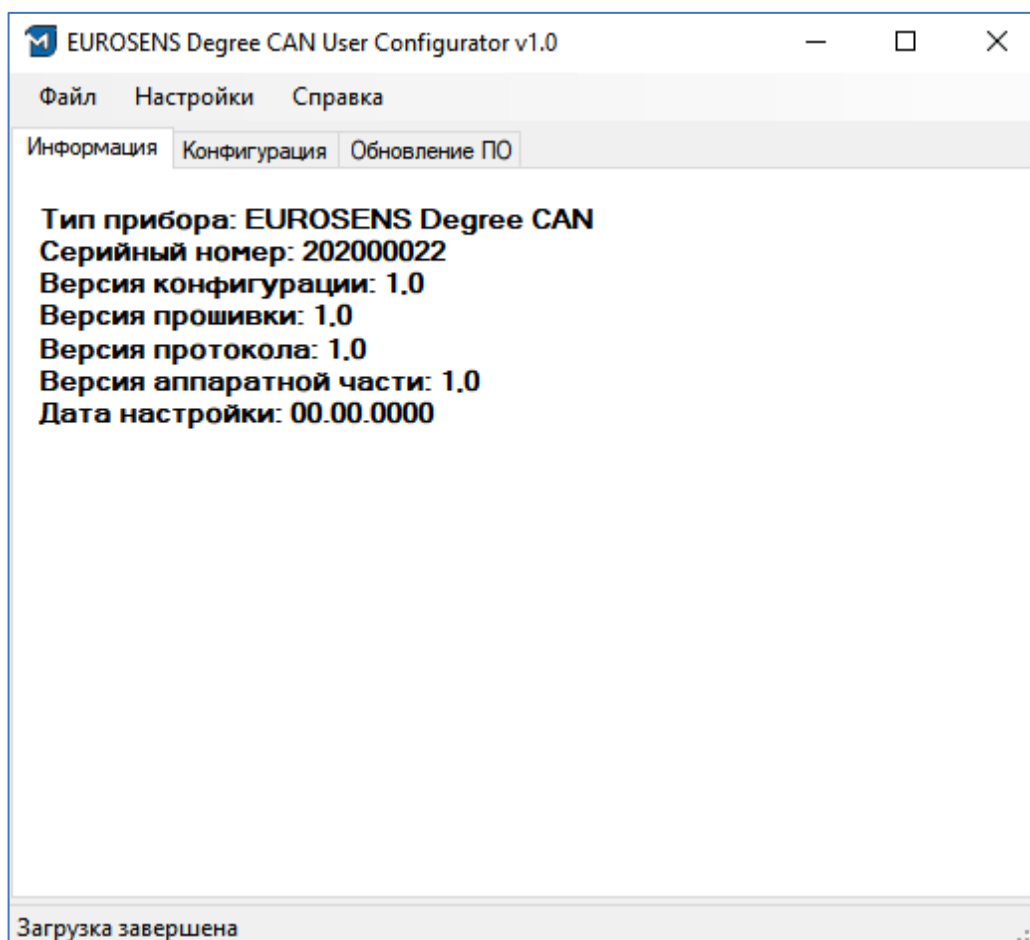 EUROSENS Degree CAN User Configurator v1.0
Файл Настройки Справка
Информация Конфигурация Обновление ПО
Тип прибора: EUROSENS Degree CAN
Серийный номер: 202000022
Версия конфигурации: 1.0
Версия прошивки: 1.0
Версия протокола: 1.0
Версия аппаратной части: 1.0
Дата настройки: 00.00.0000
Загрузка завершена